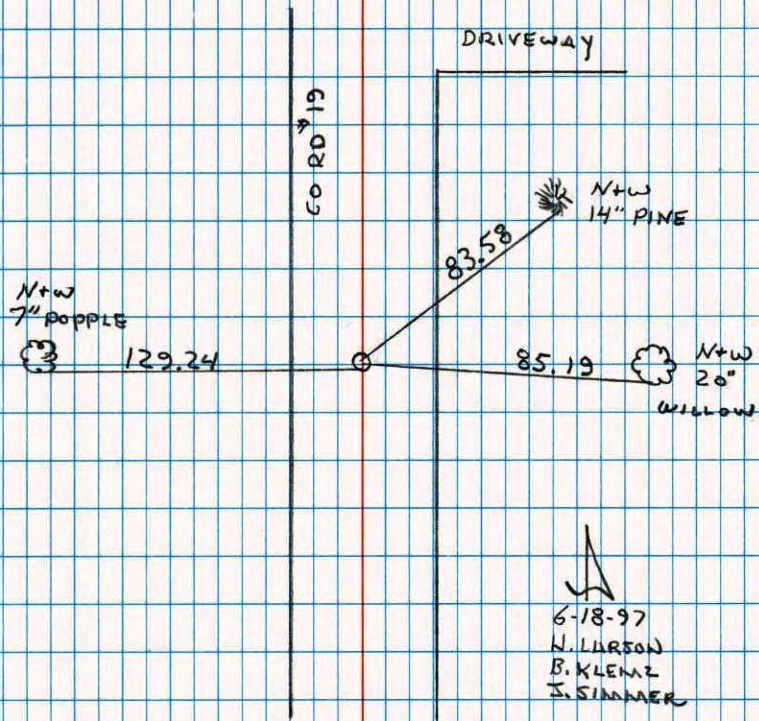 DRIVEWAY
CO RD #19
N+W
14" PINE
83.58
N+W
7" POPPLE
129.24
85.19
N+W
20"
WILLOW
6-18-97
W. LARSON
B. KLEMZ
J. SIMMER